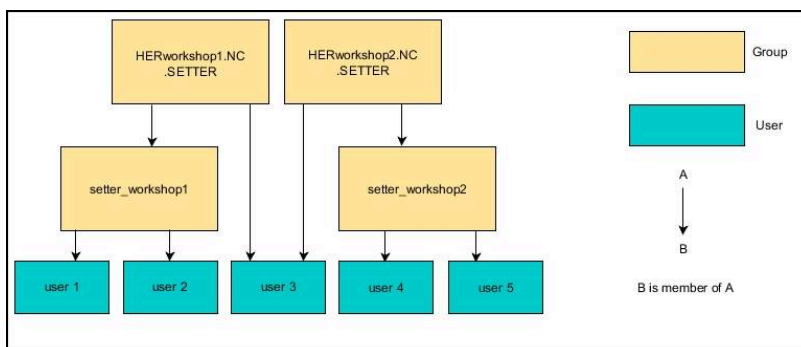 HERworkshop1.NC
.SETTER
HERworkshop2.NC
.SETTER
Group
User
setter_workshop1
setter_workshop2
A
B
user 1
user 2
user 3
user 4
user 5
B is member of A